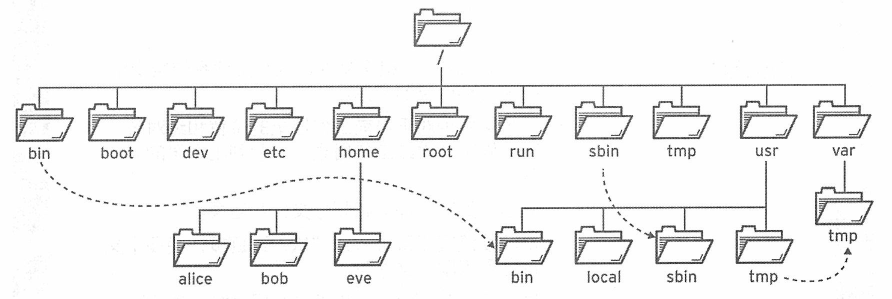 /
bin boot dev etc home root run sbin tmp usr var
tmp
alice bob eve bin local sbin tmp